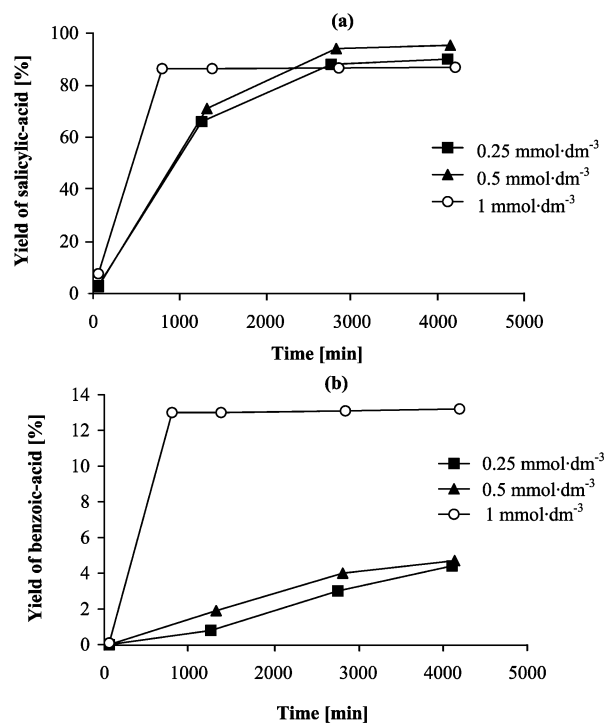 (a)
Yield of salicylic-acid [%]
100
80
60
40
20
0
0 1000 2000 3000 4000 5000
Time [min]
0.25 mmol·dm⁻³
0.5 mmol·dm⁻³
1 mmol·dm⁻³
(b)
Yield of benzoic-acid [%]
14
12
10
8
6
4
2
0
0 1000 2000 3000 4000 5000
Time [min]
0.25 mmol·dm⁻³
0.5 mmol·dm⁻³
1 mmol·dm⁻³